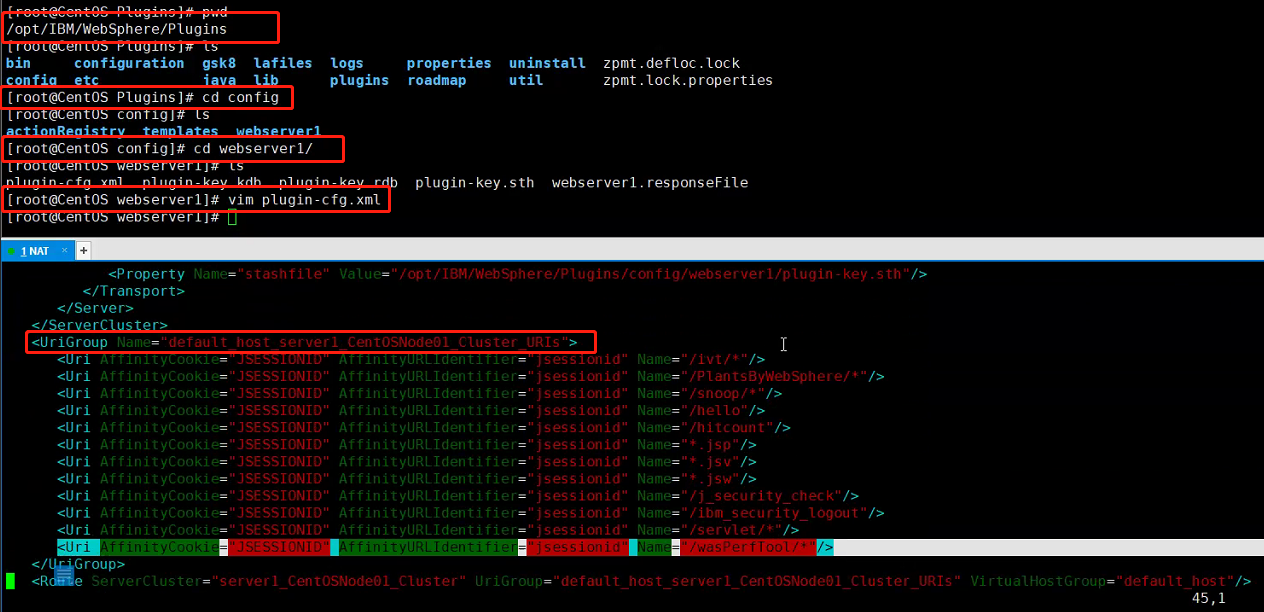 [root@CentOS Plugins]# pwd
/opt/IBM/WebSphere/Plugins
[root@CentOS Plugins]# ls
bin configuration gsk8 lafiles logs properties uninstall zpmt.defloc.lock
config etc java lib plugins roadmap util zpmt.lock.properties
[root@CentOS Plugins]# cd config
[root@CentOS config]# ls
actionRegistry templates webserver1
[root@CentOS config]# cd webserver1/
[root@CentOS webserver1]# ls
plugin-cfg.xml plugin-key.kdb plugin-key.rdb plugin-key.sth webserver1.responseFile
[root@CentOS webserver1]# vim plugin-cfg.xml
[root@CentOS webserver1]#
1 NAT × +
<Property Name="stashfile" Value="/opt/IBM/WebSphere/Plugins/config/webserver1/plugin-key.sth"/>
</Transport>
</Server>
</ServerCluster>
<UriGroup Name="default_host_server1_CentOSNode01_Cluster_URIs">
<Uri AffinityCookie="JSESSIONID" AffinityURLIdentifier="jsessionid" Name="/ivt/*"/>
<Uri AffinityCookie="JSESSIONID" AffinityURLIdentifier="jsessionid" Name="/PlantsByWebSphere/*"/>
<Uri AffinityCookie="JSESSIONID" AffinityURLIdentifier="jsessionid" Name="/snoop/*"/>
<Uri AffinityCookie="JSESSIONID" AffinityURLIdentifier="jsessionid" Name="/hello"/>
<Uri AffinityCookie="JSESSIONID" AffinityURLIdentifier="jsessionid" Name="/hitcount"/>
<Uri AffinityCookie="JSESSIONID" AffinityURLIdentifier="jsessionid" Name="*.jsp"/>
<Uri AffinityCookie="JSESSIONID" AffinityURLIdentifier="jsessionid" Name="*.jsv"/>
<Uri AffinityCookie="JSESSIONID" AffinityURLIdentifier="jsessionid" Name="*.jsw"/>
<Uri AffinityCookie="JSESSIONID" AffinityURLIdentifier="jsessionid" Name="/j_security_check"/>
<Uri AffinityCookie="JSESSIONID" AffinityURLIdentifier="jsessionid" Name="/ibm_security_logout"/>
<Uri AffinityCookie="JSESSIONID" AffinityURLIdentifier="jsessionid" Name="/servlet/*"/>
<Uri AffinityCookie="JSESSIONID" AffinityURLIdentifier="jsessionid" Name="/wasPerfTool/*"/>
</UriGroup>
<Route ServerCluster="server1_CentOSNode01_Cluster" UriGroup="default_host_server1_CentOSNode01_Cluster_URIs" VirtualHostGroup="default_host"/>
45,1